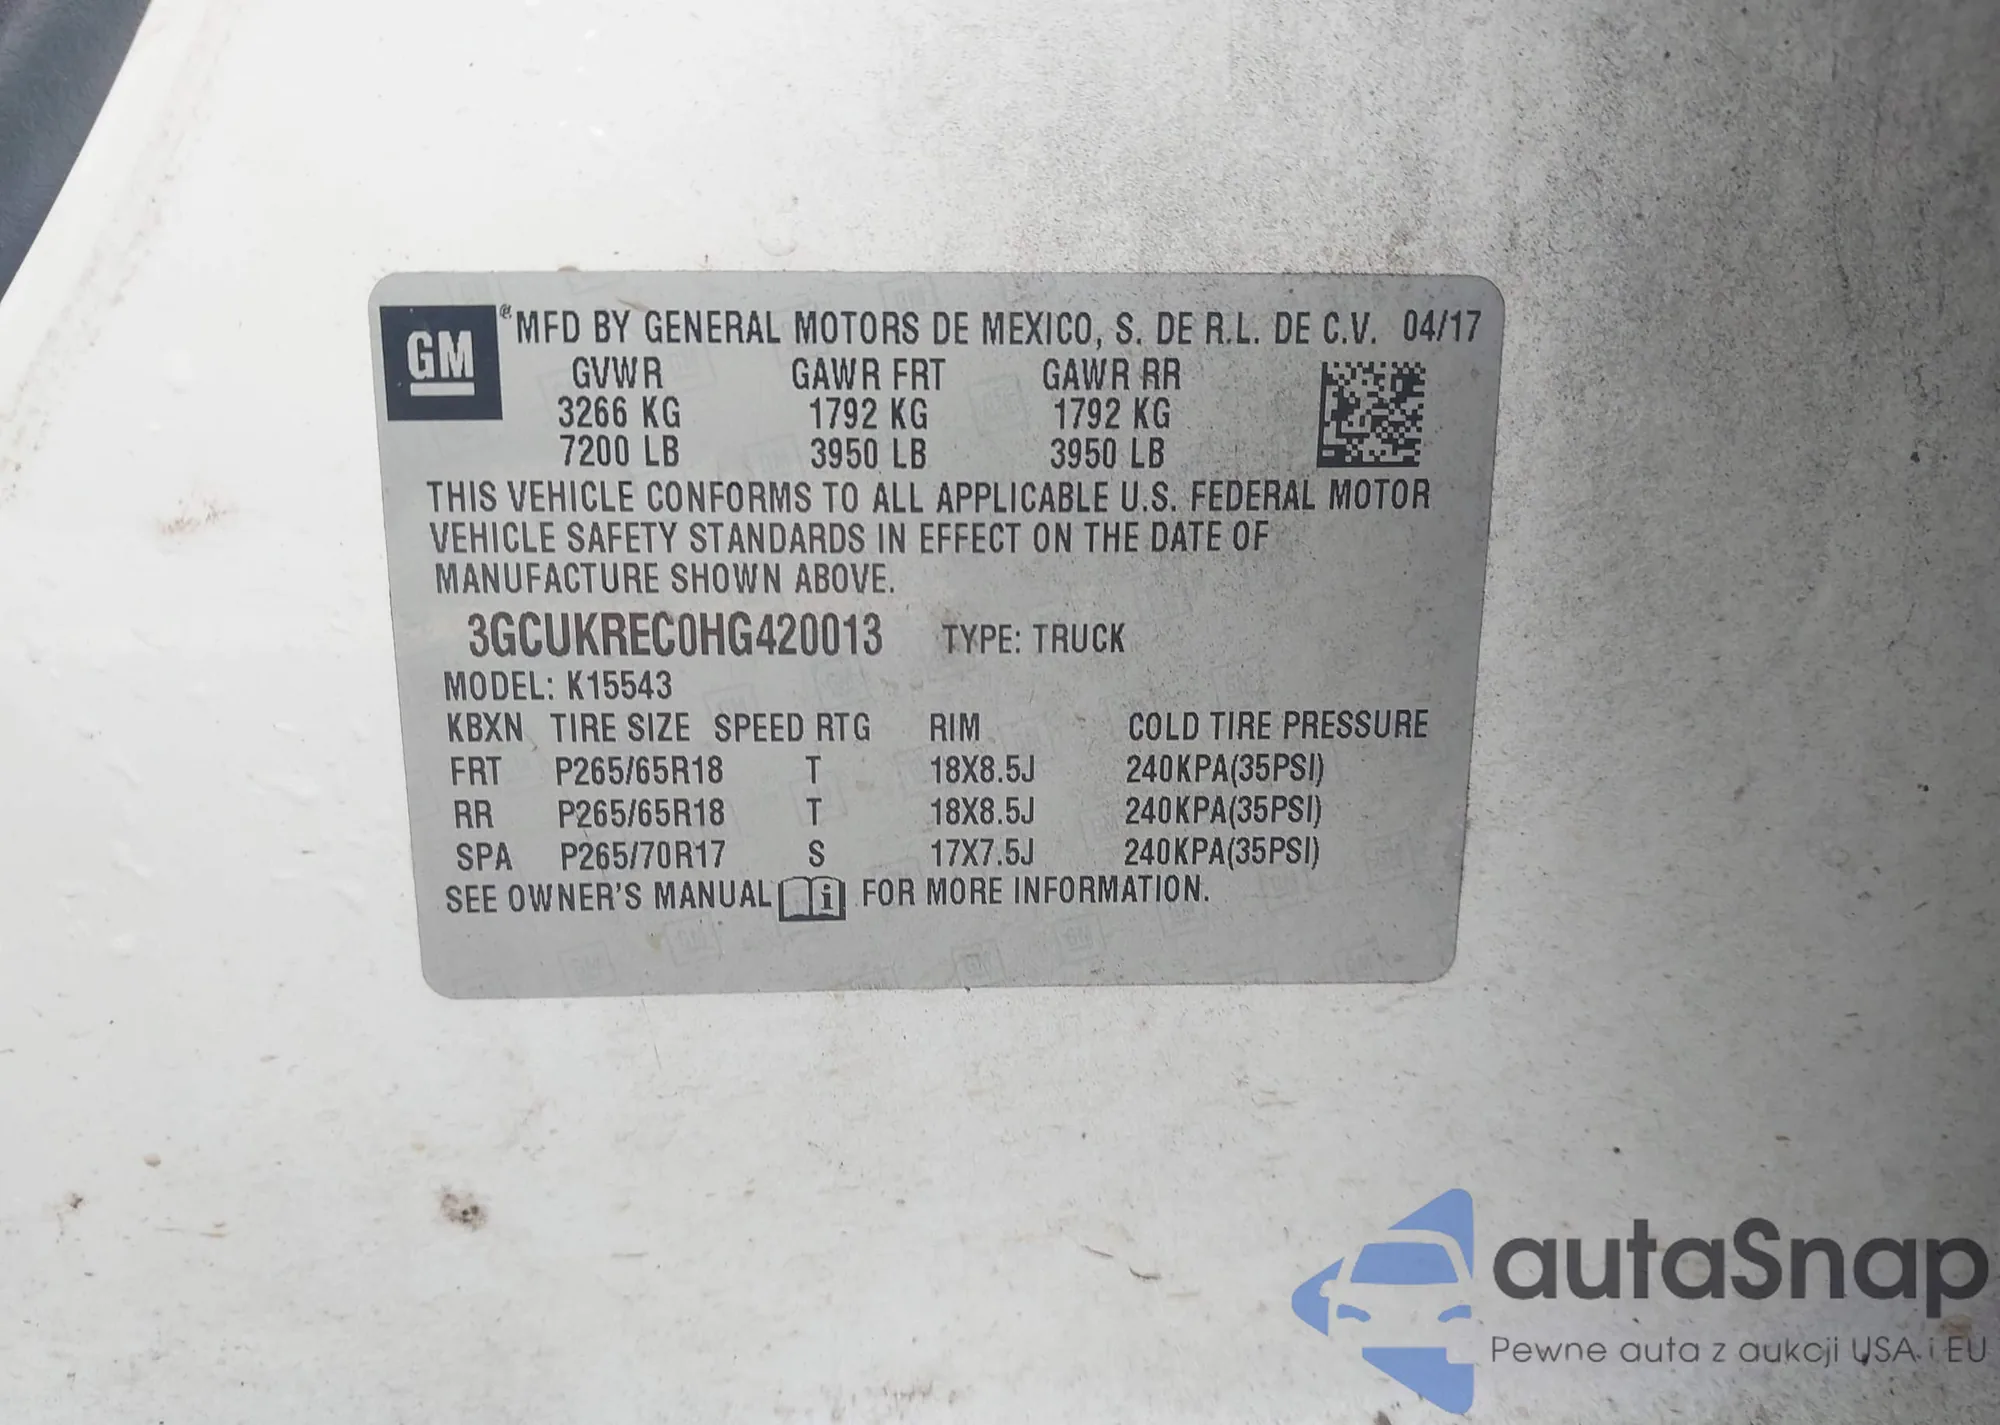 GM ® MFD BY GENERAL MOTORS DE MEXICO, S. DE R.L. DE C.V. 04/17
GVWR GAWR FRT GAWR RR
3266 KG 1792 KG 1792 KG
7200 LB 3950 LB 3950 LB
THIS VEHICLE CONFORMS TO ALL APPLICABLE U.S. FEDERAL MOTOR
VEHICLE SAFETY STANDARDS IN EFFECT ON THE DATE OF
MANUFACTURE SHOWN ABOVE.
3GCUKREC0HG420013 TYPE: TRUCK
MODEL: K15543
KBXN TIRE SIZE SPEED RTG RIM COLD TIRE PRESSURE
FRT P265/65R18 T 18X8.5J 240KPA(35PSI)
RR P265/65R18 T 18X8.5J 240KPA(35PSI)
SPA P265/70R17 S 17X7.5J 240KPA(35PSI)
SEE OWNER'S MANUAL FOR MORE INFORMATION.
autaSnap
Pewne auta z aukcji USA i EU